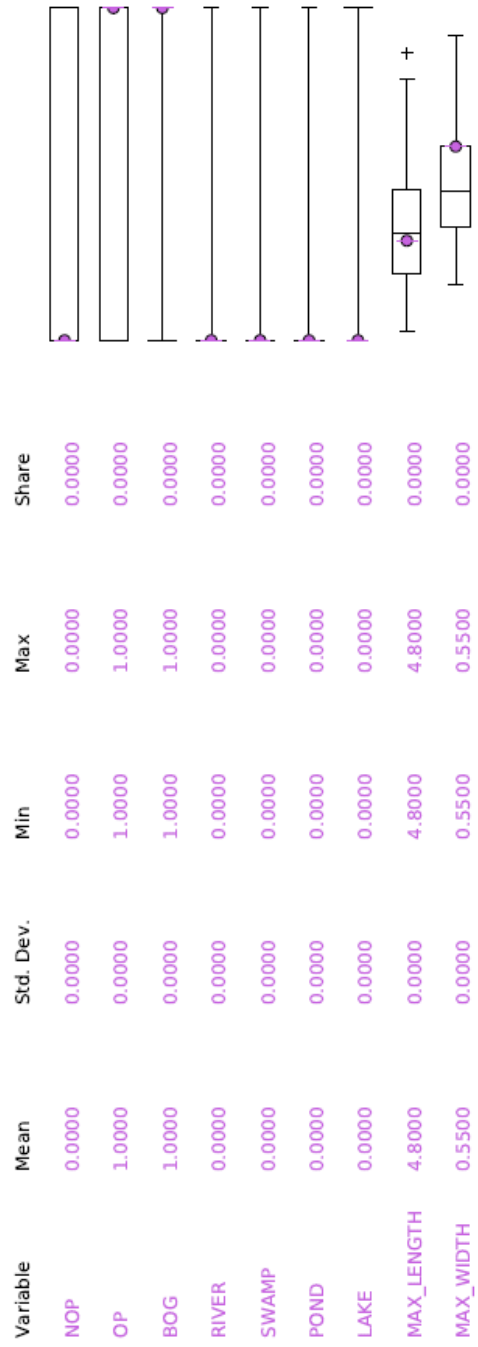 Variable Mean Std. Dev. Min Max Share
NOP 0.0000 0.0000 0.0000 0.0000 0.0000
OP 1.0000 0.0000 1.0000 1.0000 0.0000
BOG 1.0000 0.0000 1.0000 1.0000 0.0000
RIVER 0.0000 0.0000 0.0000 0.0000 0.0000
SWAMP 0.0000 0.0000 0.0000 0.0000 0.0000
POND 0.0000 0.0000 0.0000 0.0000 0.0000
LAKE 0.0000 0.0000 0.0000 0.0000 0.0000
MAX_LENGTH 4.8000 0.0000 4.8000 4.8000 0.0000
MAX_WIDTH 0.5500 0.0000 0.5500 0.5500 0.0000